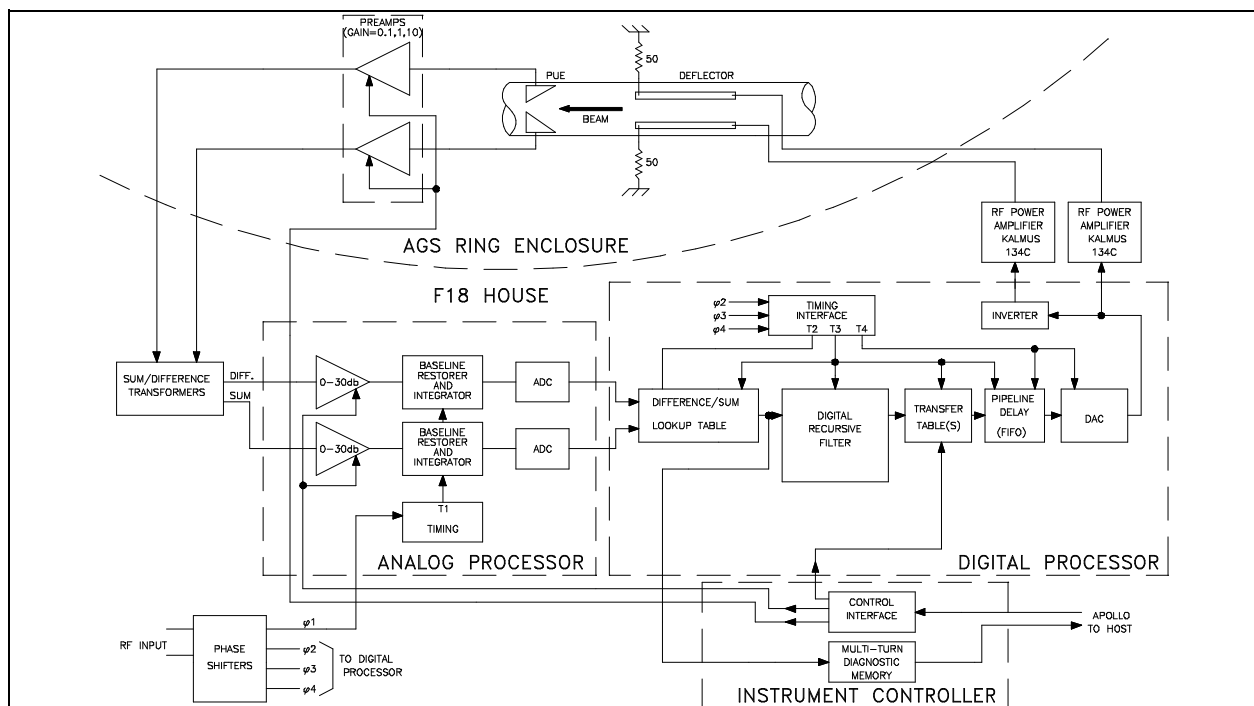 PREAMPS
(GAIN=0.1,1,10)
50
PUE
DEFLECTOR
BEAM
50
AGS RING ENCLOSURE
RF POWER
AMPLIFIER
KALMUS
134C
RF POWER
AMPLIFIER
KALMUS
134C
F18 HOUSE
φ2
φ3
φ4
TIMING
INTERFACE
T2 T3 T4
INVERTER
SUM/DIFFERENCE
TRANSFORMERS
DIFF.
SUM
0-30db
BASELINE
RESTORER
AND
INTEGRATOR
ADC
0-30db
BASELINE
RESTORER
AND
INTEGRATOR
ADC
T1
TIMING
ANALOG PROCESSOR
DIFFERENCE/SUM
LOOKUP TABLE
DIGITAL
RECURSIVE
FILTER
TRANSFER
TABLE(S)
PIPELINE
DELAY
(FIFO)
DAC
DIGITAL PROCESSOR
RF INPUT
PHASE
SHIFTERS
φ1
φ2
φ3
φ4
TO DIGITAL
PROCESSOR
CONTROL
INTERFACE
APOLLO
TO HOST
MULTI-TURN
DIAGNOSTIC
MEMORY
INSTRUMENT CONTROLLER